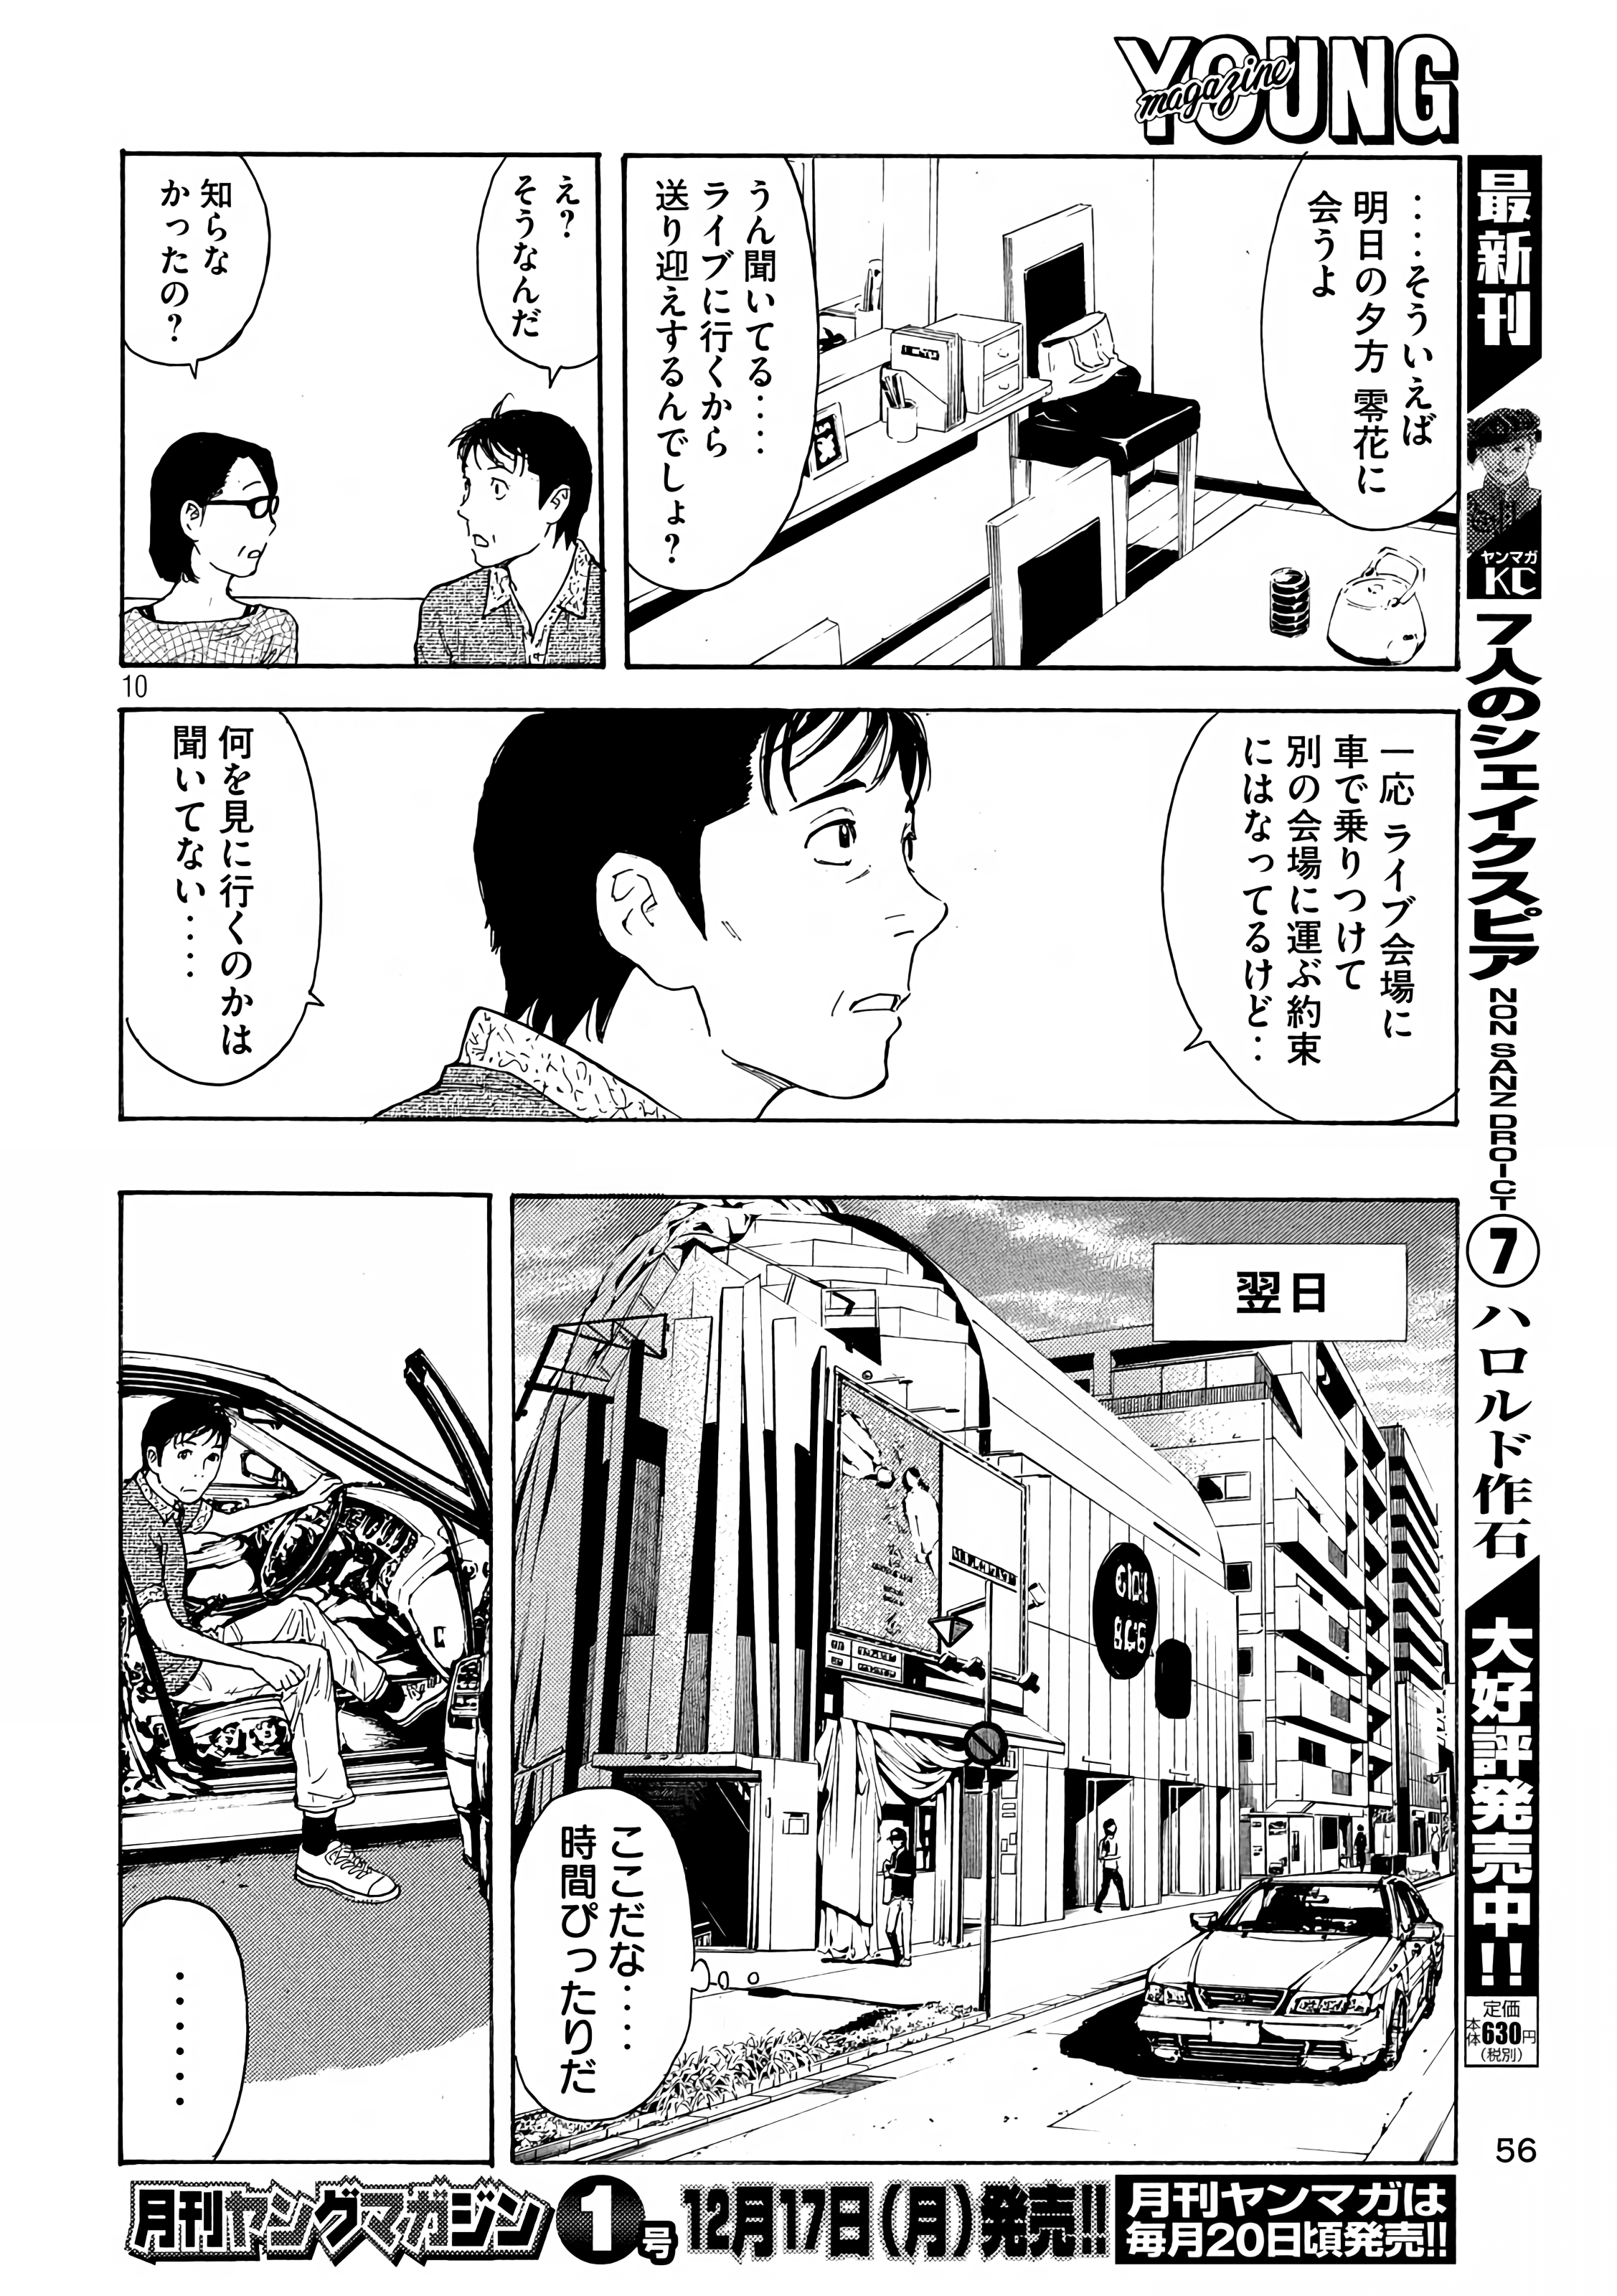 YOUNG
magazine
‥‥そういえば
明日の夕方 零花に
会うよ
うん聞いてる‥‥
ライブに行くから
送り迎えするんでしょ?
え?
そうなんだ
知らな
かったの?
10
一応 ライブ会場に
車で乗りつけて
別の会場に運ぶ約束
にはなってるけど‥
何を見に行くのかは
聞いてない‥‥
翌日
ここだな‥‥
時間ぴったりだ
‥‥‥
最新刊
ヤンマガ
KC
7人のシェイクスピア
NON SANZ DROICT
⑦
ハロルド作石
大好評発売中!!
定価
本体630円
(税別)
56
月刊ヤングマガジン
1号
12月17日(月)発売!!
月刊ヤンマガは
毎月20日頃発売!!